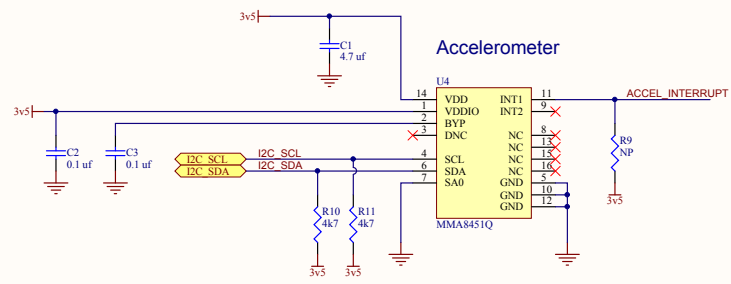 3v5
C1
4.7 uf
Accelerometer
U4
14 VDD INT1 11 ACCEL_INTERRUPT
3v5 1 VDDIO INT2 9
2 BYP
3 DNC NC 8
C2
0.1 uf
C3
0.1 uf
NC 13
R9
NP
I2C_SCL I2C_SCL 4 SCL NC 15
I2C_SDA I2C_SDA 6 SDA NC 16
7 SA0 GND 5
GND 10
GND 12
3v5
R10
4k7
R11
4k7
MMA8451Q
3v5 3v5